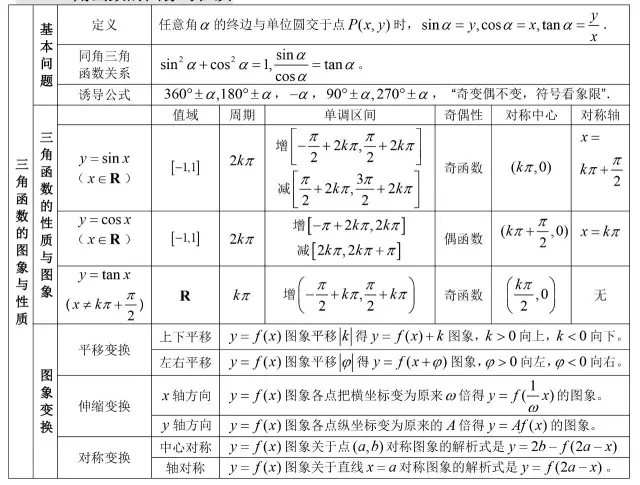 三角函数的图象与性质
基本问题
定义
任意角α的终边与单位圆交于点P(x,y)时，sinα=y,cosα=x,tanα=y/x．
同角三角函数关系
sin²α+cos²α=1,sinα/cosα=tanα。
诱导公式
360°±α,180°±α，−α，90°±α,270°±α，“奇变偶不变，符号看象限”．
三角函数的性质与图象
值域 周期 单调区间 奇偶性 对称中心 对称轴
y=sinx
（x∈R）
[−1,1]
2kπ
增[−π/2+2kπ,π/2+2kπ]
减[π/2+2kπ,3π/2+2kπ]
奇函数
(kπ,0)
x=
kπ+π/2
y=cosx
（x∈R）
[−1,1]
2kπ
增[−π+2kπ,2kπ]
减[2kπ,2kπ+π]
偶函数
(kπ+π/2,0)
x=kπ
y=tanx
(x≠kπ+π/2)
R
kπ
增(−π/2+kπ,π/2+kπ)
奇函数
(kπ/2,0)
无
图象变换
平移变换
上下平移
y=f(x)图象平移|k|得y=f(x)+k图象，k>0向上，k<0向下。
左右平移
y=f(x)图象平移|φ|得y=f(x+φ)图象，φ>0向左，φ<0向右。
伸缩变换
x轴方向
y=f(x)图象各点把横坐标变为原来ω倍得y=f(1/ω x)的图象。
y轴方向
y=f(x)图象各点纵坐标变为原来的A倍得y=Af(x)的图象。
对称变换
中心对称
y=f(x)图象关于点(a,b)对称图象的解析式是y=2b−f(2a−x)
轴对称
y=f(x)图象关于直线x=a对称图象的解析式是y=f(2a−x)。